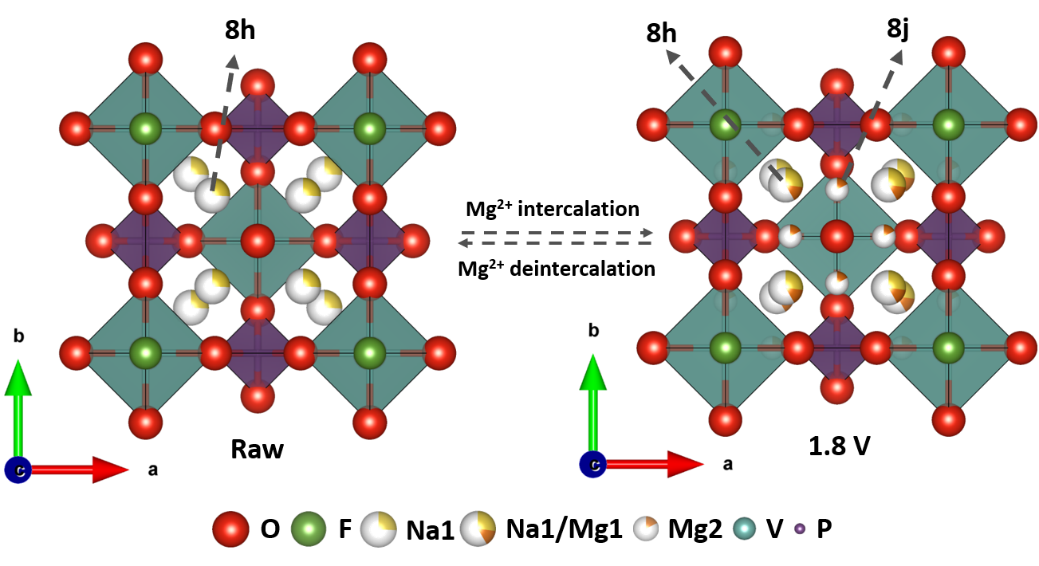 8h
8h
8j
Mg2+ intercalation
Mg2+ deintercalation
b
c
a
Raw
b
c
a
1.8 V
O
F
Na1
Na1/Mg1
Mg2
V
P